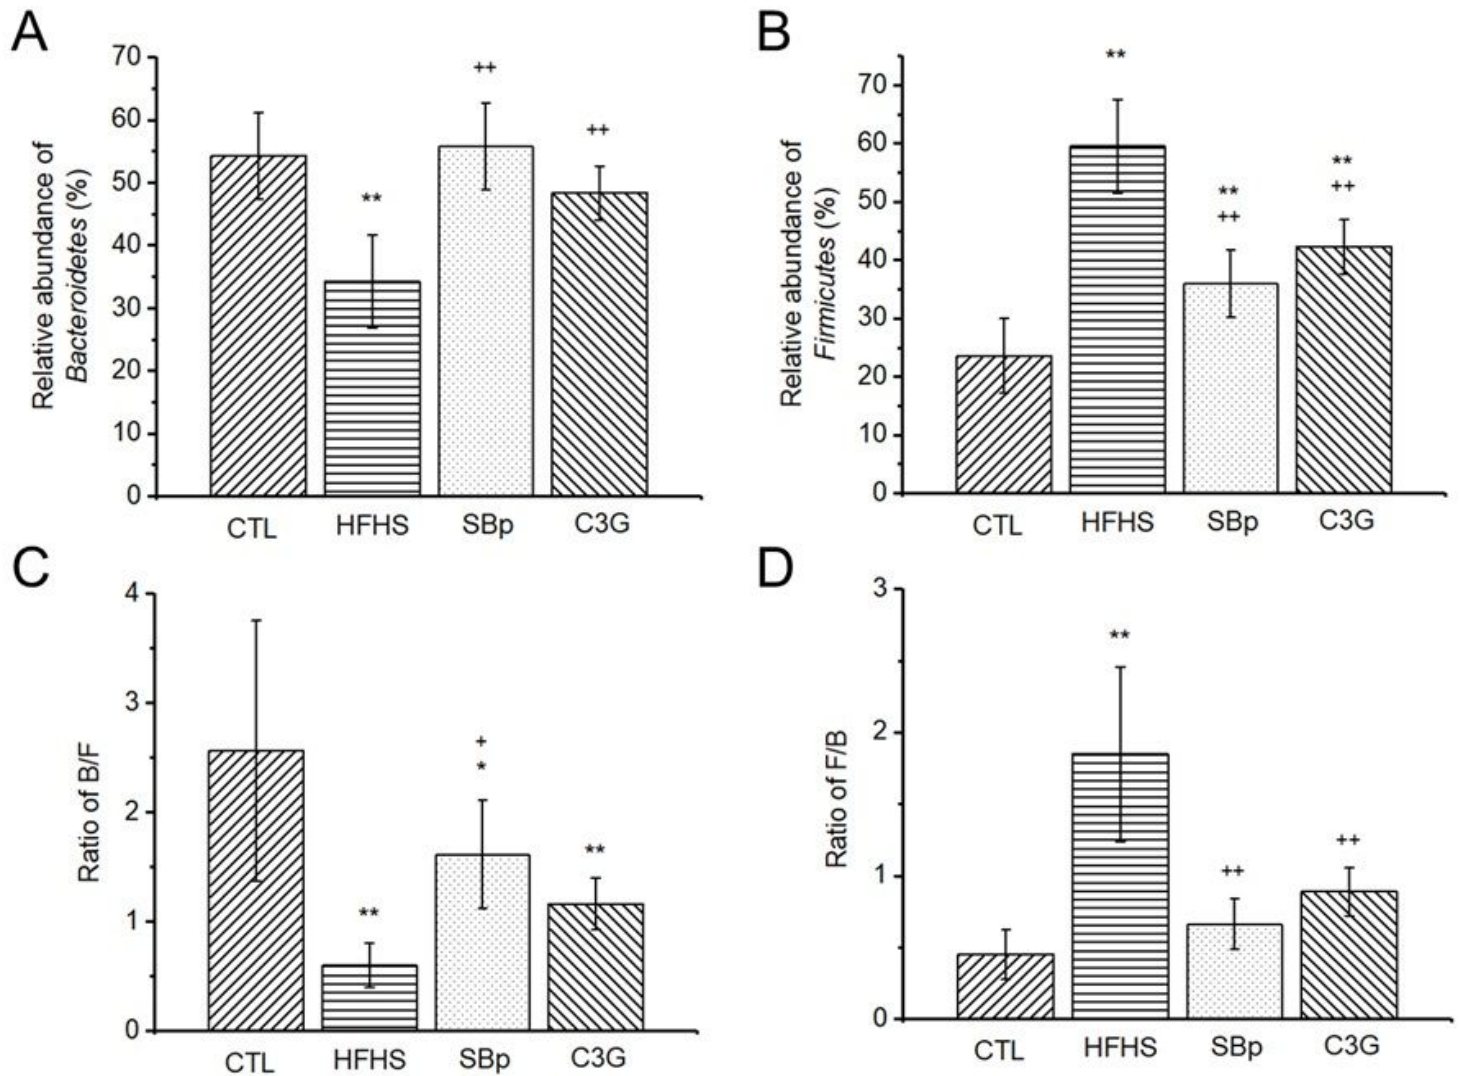 A
Relative abundance of
Bacteroidetes (%)
70
60
50
40
30
20
10
0
**
++
++
CTL
HFHS
SBp
C3G
B
Relative abundance of
Firmicutes (%)
70
60
50
40
30
20
10
0
**
**
++
**
++
CTL
HFHS
SBp
C3G
C
Ratio of B/F
4
3
2
1
0
**
+
*
**
CTL
HFHS
SBp
C3G
D
Ratio of F/B
3
2
1
0
**
++
++
CTL
HFHS
SBp
C3G